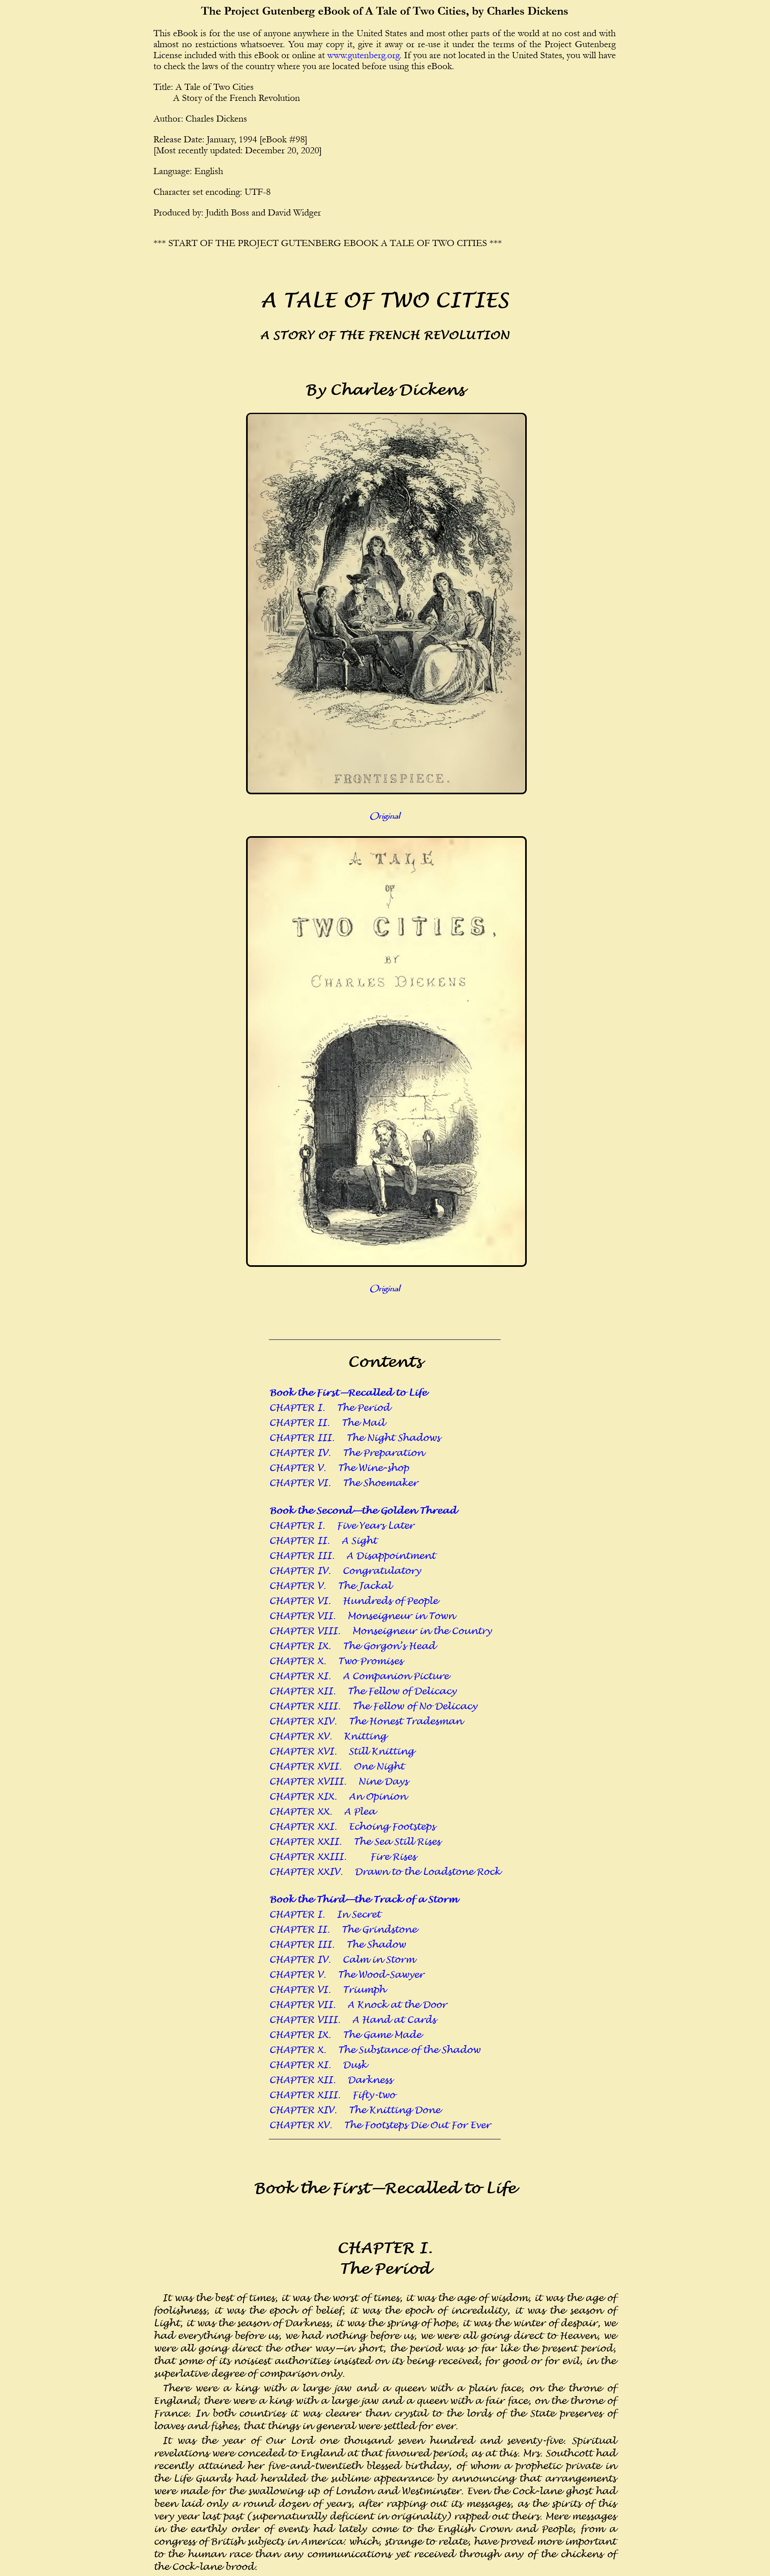 The Project Gutenberg eBook of A Tale of Two Cities, by Charles Dickens
This eBook is for the use of anyone anywhere in the United States and most other parts of the world at no cost and with
almost no restrictions whatsoever. You may copy it, give it away or re-use it under the terms of the Project Gutenberg
License included with this eBook or online at www.gutenberg.org. If you are not located in the United States, you will have
to check the laws of the country where you are located before using this eBook.
Title: A Tale of Two Cities
A Story of the French Revolution
Author: Charles Dickens
Release Date: January, 1994 [eBook #98]
[Most recently updated: December 20, 2020]
Language: English
Character set encoding: UTF-8
Produced by: Judith Boss and David Widger
*** START OF THE PROJECT GUTENBERG EBOOK A TALE OF TWO CITIES ***
A TALE OF TWO CITIES
A STORY OF THE FRENCH REVOLUTION
By Charles Dickens
FRONTISPIECE.
Original
A TALE
OF
TWO CITIES,
BY
CHARLES DICKENS
Original
Contents
Book the First—Recalled to Life
CHAPTER I. The Period
CHAPTER II. The Mail
CHAPTER III. The Night Shadows
CHAPTER IV. The Preparation
CHAPTER V. The Wine-shop
CHAPTER VI. The Shoemaker
Book the Second—the Golden Thread
CHAPTER I. Five Years Later
CHAPTER II. A Sight
CHAPTER III. A Disappointment
CHAPTER IV. Congratulatory
CHAPTER V. The Jackal
CHAPTER VI. Hundreds of People
CHAPTER VII. Monseigneur in Town
CHAPTER VIII. Monseigneur in the Country
CHAPTER IX. The Gorgon's Head
CHAPTER X. Two Promises
CHAPTER XI. A Companion Picture
CHAPTER XII. The Fellow of Delicacy
CHAPTER XIII. The Fellow of No Delicacy
CHAPTER XIV. The Honest Tradesman
CHAPTER XV. Knitting
CHAPTER XVI. Still Knitting
CHAPTER XVII. One Night
CHAPTER XVIII. Nine Days
CHAPTER XIX. An Opinion
CHAPTER XX. A Plea
CHAPTER XXI. Echoing Footsteps
CHAPTER XXII. The Sea Still Rises
CHAPTER XXIII. Fire Rises
CHAPTER XXIV. Drawn to the Loadstone Rock
Book the Third—the Track of a Storm
CHAPTER I. In Secret
CHAPTER II. The Grindstone
CHAPTER III. The Shadow
CHAPTER IV. Calm in Storm
CHAPTER V. The Wood-Sawyer
CHAPTER VI. Triumph
CHAPTER VII. A Knock at the Door
CHAPTER VIII. A Hand at Cards
CHAPTER IX. The Game Made
CHAPTER X. The Substance of the Shadow
CHAPTER XI. Dusk
CHAPTER XII. Darkness
CHAPTER XIII. Fifty-two
CHAPTER XIV. The Knitting Done
CHAPTER XV. The Footsteps Die Out For Ever
Book the First—Recalled to Life
CHAPTER I.
The Period
It was the best of times, it was the worst of times, it was the age of wisdom, it was the age of
foolishness, it was the epoch of belief, it was the epoch of incredulity, it was the season of
Light, it was the season of Darkness, it was the spring of hope, it was the winter of despair, we
had everything before us, we had nothing before us, we were all going direct to Heaven, we
were all going direct the other way—in short, the period was so far like the present period,
that some of its noisiest authorities insisted on its being received, for good or for evil, in the
superlative degree of comparison only.
There were a king with a large jaw and a queen with a plain face, on the throne of
England; there were a king with a large jaw and a queen with a fair face, on the throne of
France. In both countries it was clearer than crystal to the lords of the State preserves of
loaves and fishes, that things in general were settled for ever.
It was the year of Our Lord one thousand seven hundred and seventy-five. Spiritual
revelations were conceded to England at that favoured period, as at this. Mrs. Southcott had
recently attained her five-and-twentieth blessed birthday, of whom a prophetic private in
the Life Guards had heralded the sublime appearance by announcing that arrangements
were made for the swallowing up of London and Westminster. Even the Cock-lane ghost had
been laid only a round dozen of years, after rapping out its messages, as the spirits of this
very year last past (supernaturally deficient in originality) rapped out theirs. Mere messages
in the earthly order of events had lately come to the English Crown and People, from a
congress of British subjects in America: which, strange to relate, have proved more important
to the human race than any communications yet received through any of the chickens of
the Cock-lane brood.